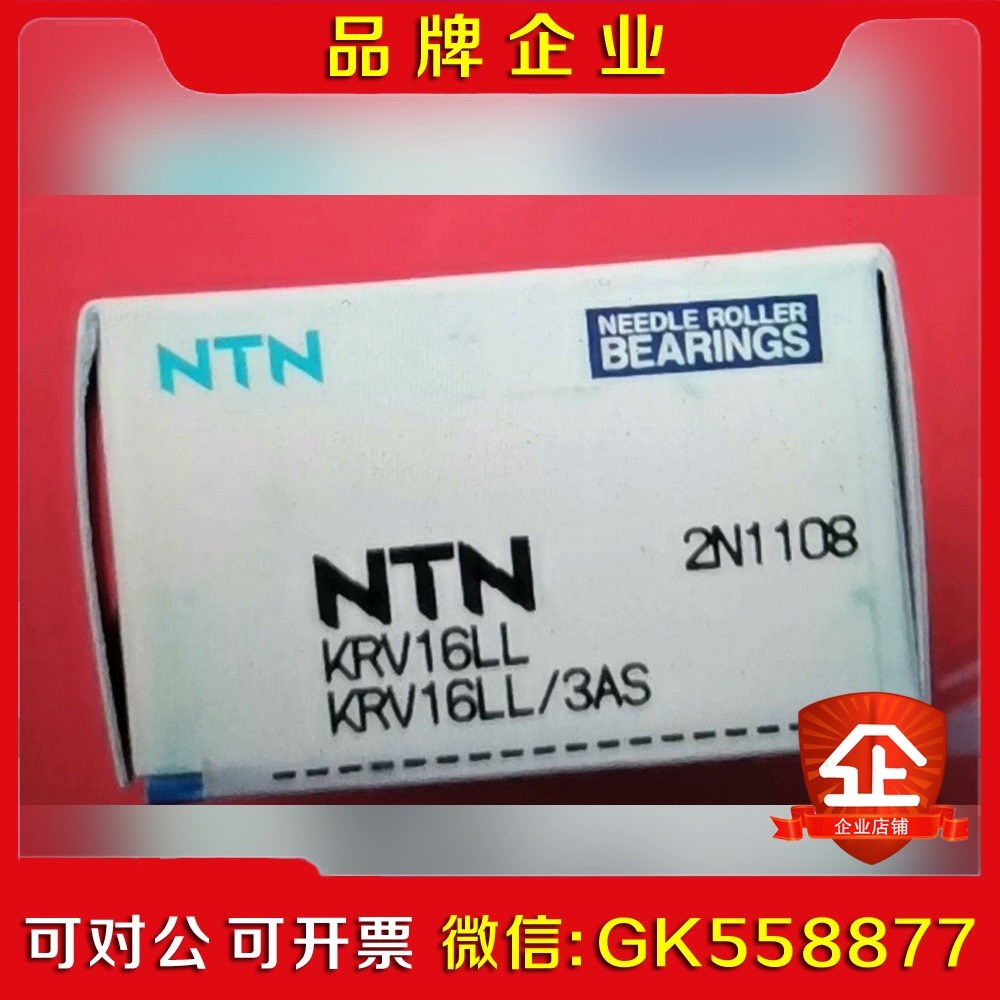 品牌企业
NTN
NEEDLE ROLLER
BEARINGS
NTN
2N1108
KRV16LL
KRV16LL/3AS
企
企业店铺
可对公 可开票 微信:GK558877